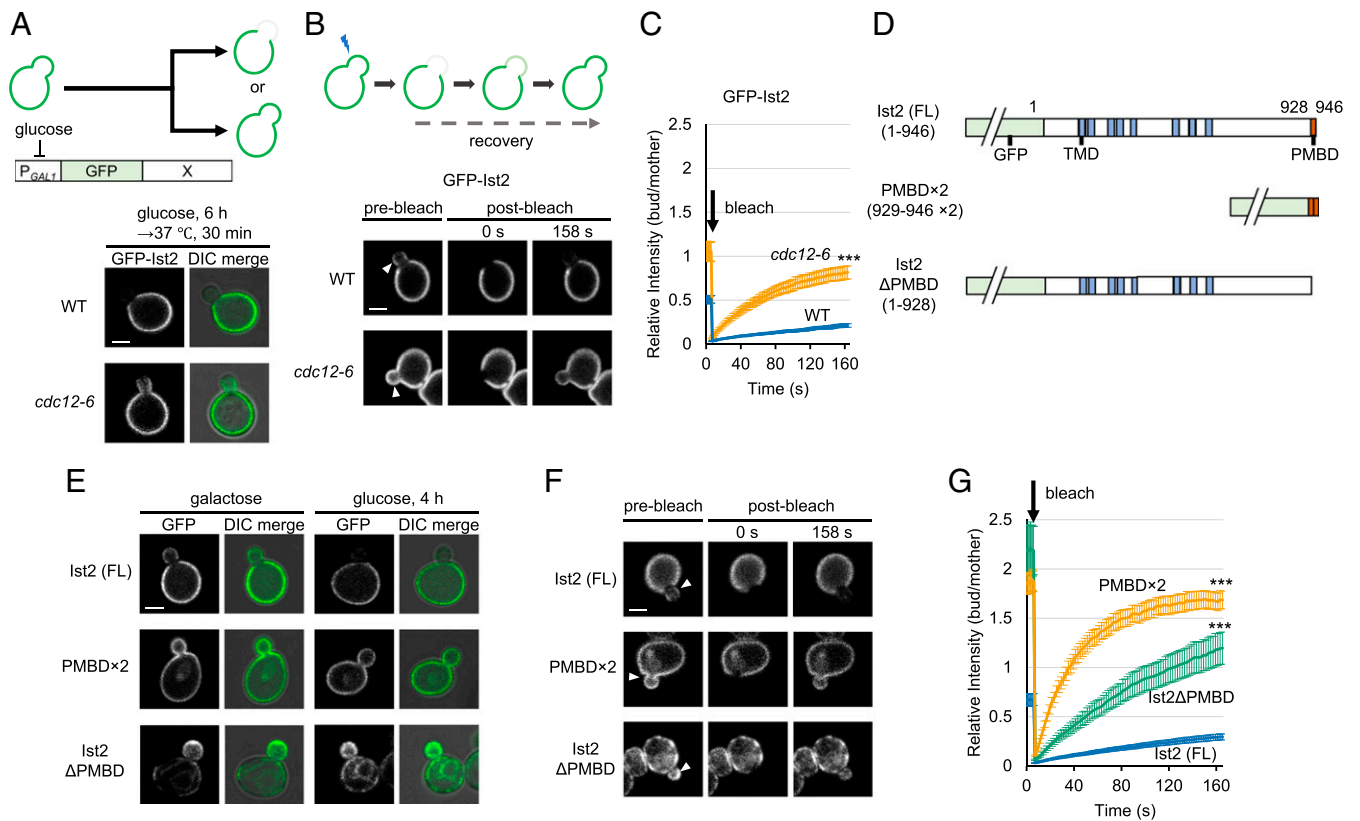 A
or
glucose
P GAL1 GFP X
glucose, 6 h
→37 ℃, 30 min
GFP-Ist2 DIC merge
WT
cdc12-6
B
recovery
GFP-Ist2
pre-bleach post-bleach
0 s 158 s
WT
cdc12-6
C
GFP-Ist2
Relative Intensity (bud/mother)
2.5
2
1.5
1
0.5
0
bleach
cdc12-6 ***
WT
0 40 80 120 160
Time (s)
D
Ist2 (FL)
(1-946)
1 928 946
GFP TMD PMBD
PMBD×2
(929-946 ×2)
Ist2
ΔPMBD
(1-928)
E
galactose glucose, 4 h
GFP DIC merge GFP DIC merge
Ist2 (FL)
PMBD×2
Ist2
ΔPMBD
F
pre-bleach post-bleach
0 s 158 s
Ist2 (FL)
PMBD×2
Ist2
ΔPMBD
G
bleach
Relative Intensity (bud/mother)
2.5
2
1.5
1
0.5
0
PMBD×2 ***
***
Ist2ΔPMBD
Ist2 (FL)
0 40 80 120 160
Time (s)